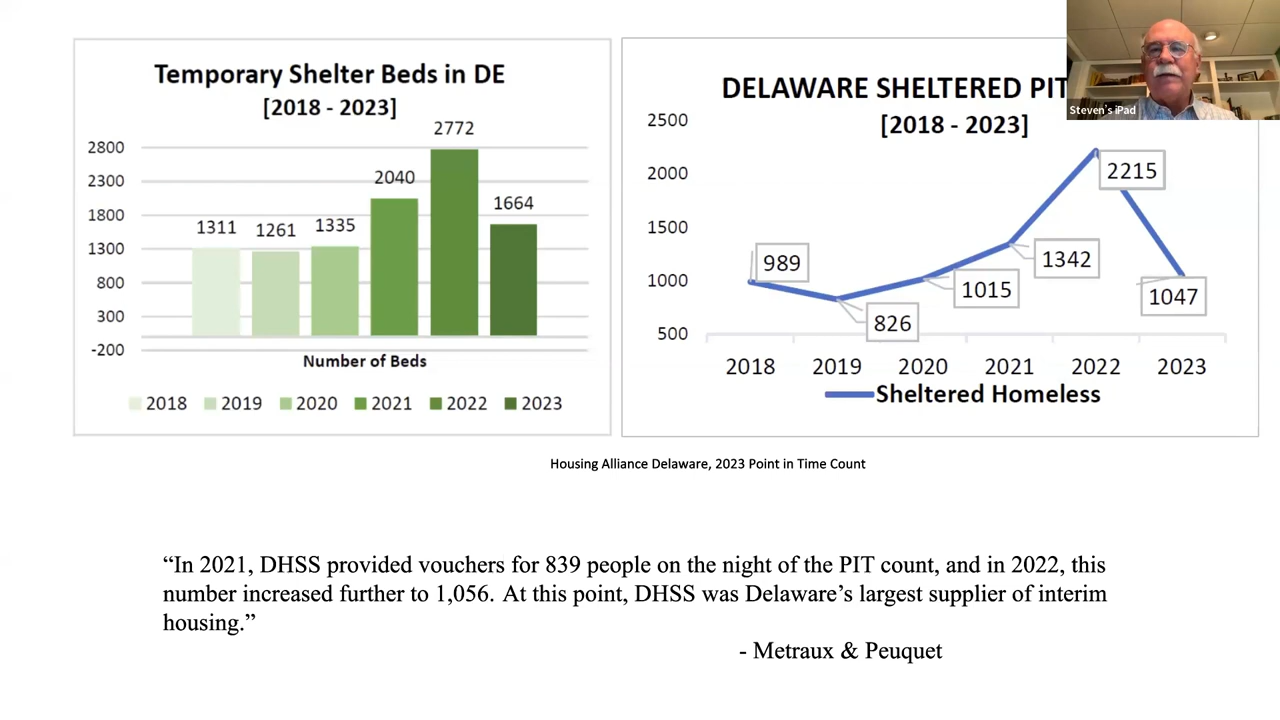 Temporary Shelter Beds in DE
[2018 - 2023]
2800
2300
1800
1300
800
300
-200
1311
1261
1335
2040
2772
1664
Number of Beds
2018 2019 2020 2021 2022 2023
DELAWARE SHELTERED PIT
[2018 - 2023]
2500
2000
1500
1000
500
989
826
1015
1342
2215
1047
2018 2019 2020 2021 2022 2023
Sheltered Homeless
Steven's iPad
Housing Alliance Delaware, 2023 Point in Time Count
“In 2021, DHSS provided vouchers for 839 people on the night of the PIT count, and in 2022, this
number increased further to 1,056. At this point, DHSS was Delaware’s largest supplier of interim
housing.”
- Metraux & Peuquet